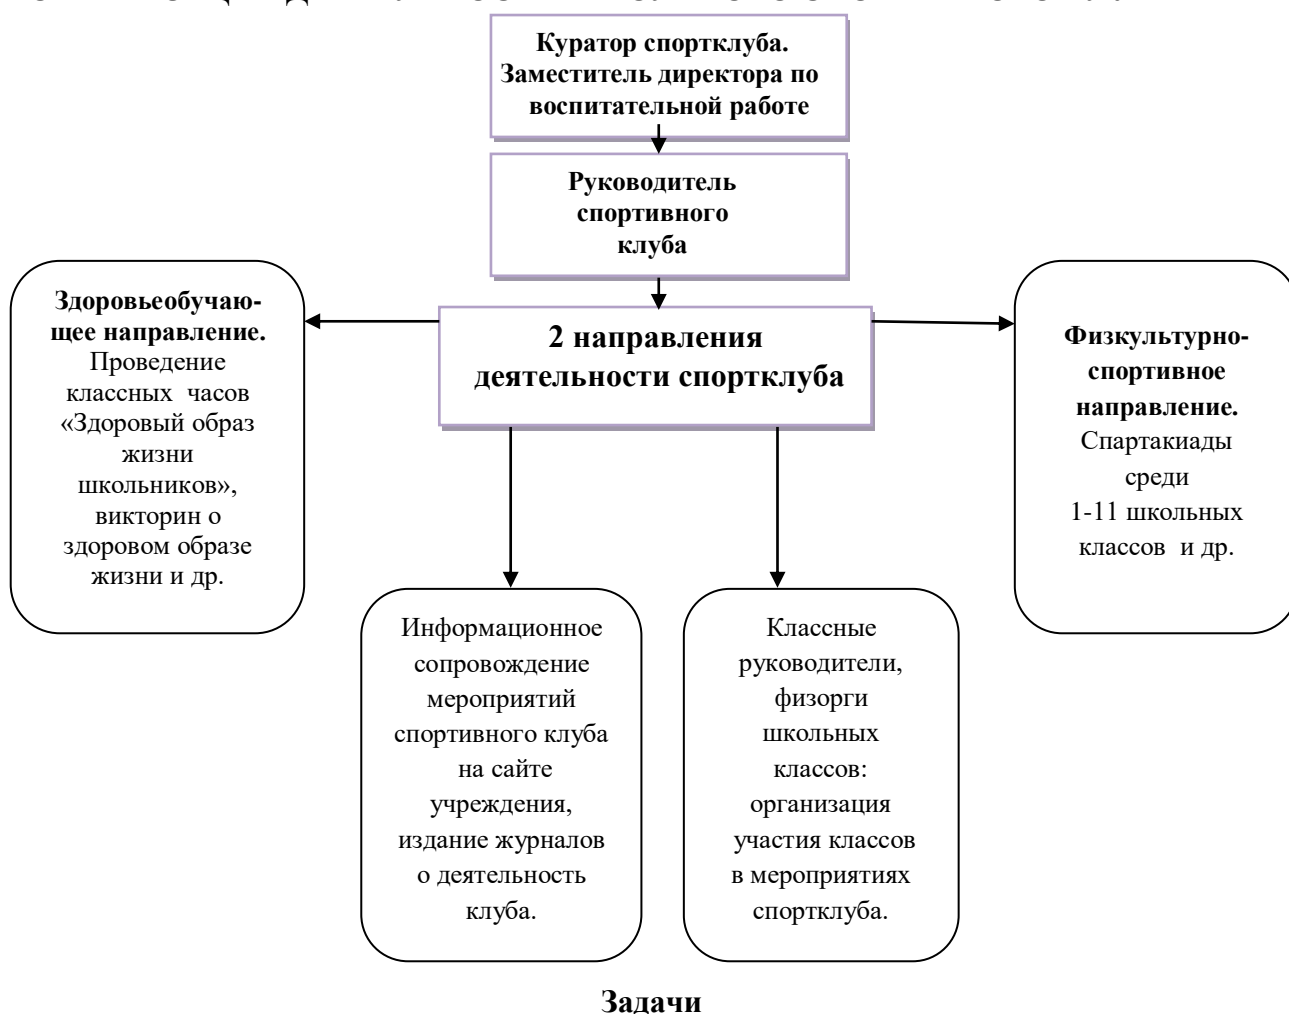 Куратор спортклуба.
Заместитель директора по
воспитательной работе
Руководитель
спортивного
клуба
2 направления
деятельности спортклуба
Здоровьеобучаю-
щее направление.
Проведение
классных часов
«Здоровый образ
жизни
школьников»,
викторин о
здоровом образе
жизни и др.
Физкультурно-
спортивное
направление.
Спартакиады
среди
1-11 школьных
классов и др.
Информационное
сопровождение
мероприятий
спортивного клуба
на сайте
учреждения,
издание журналов
о деятельность
клуба.
Классные
руководители,
физорги
школьных
классов:
организация
участия классов
в мероприятиях
спортклуба.
Задачи